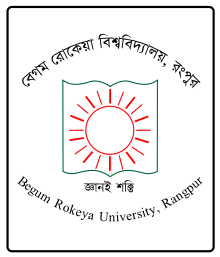 বেগম রোকেয়া বিশ্ববিদ্যালয়, রংপুর
জ্ঞানই শক্তি
Begum Rokeya University, Rangpur